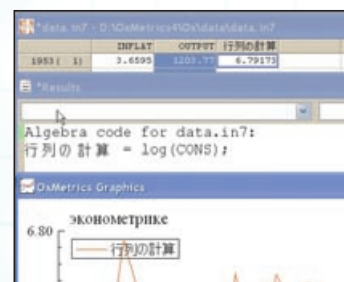 *data.in7 - D:\OxMetrics4\Ox\data\data.in7
INFLAT OUTPUT 行列の計算
1953( 1) 3.6595 1203.77 6.79173
*Results
Algebra code for data.in7:
行列の計算 = log(CONS);
OxMetrics Graphics
эконометрике
6.80
行列の計算